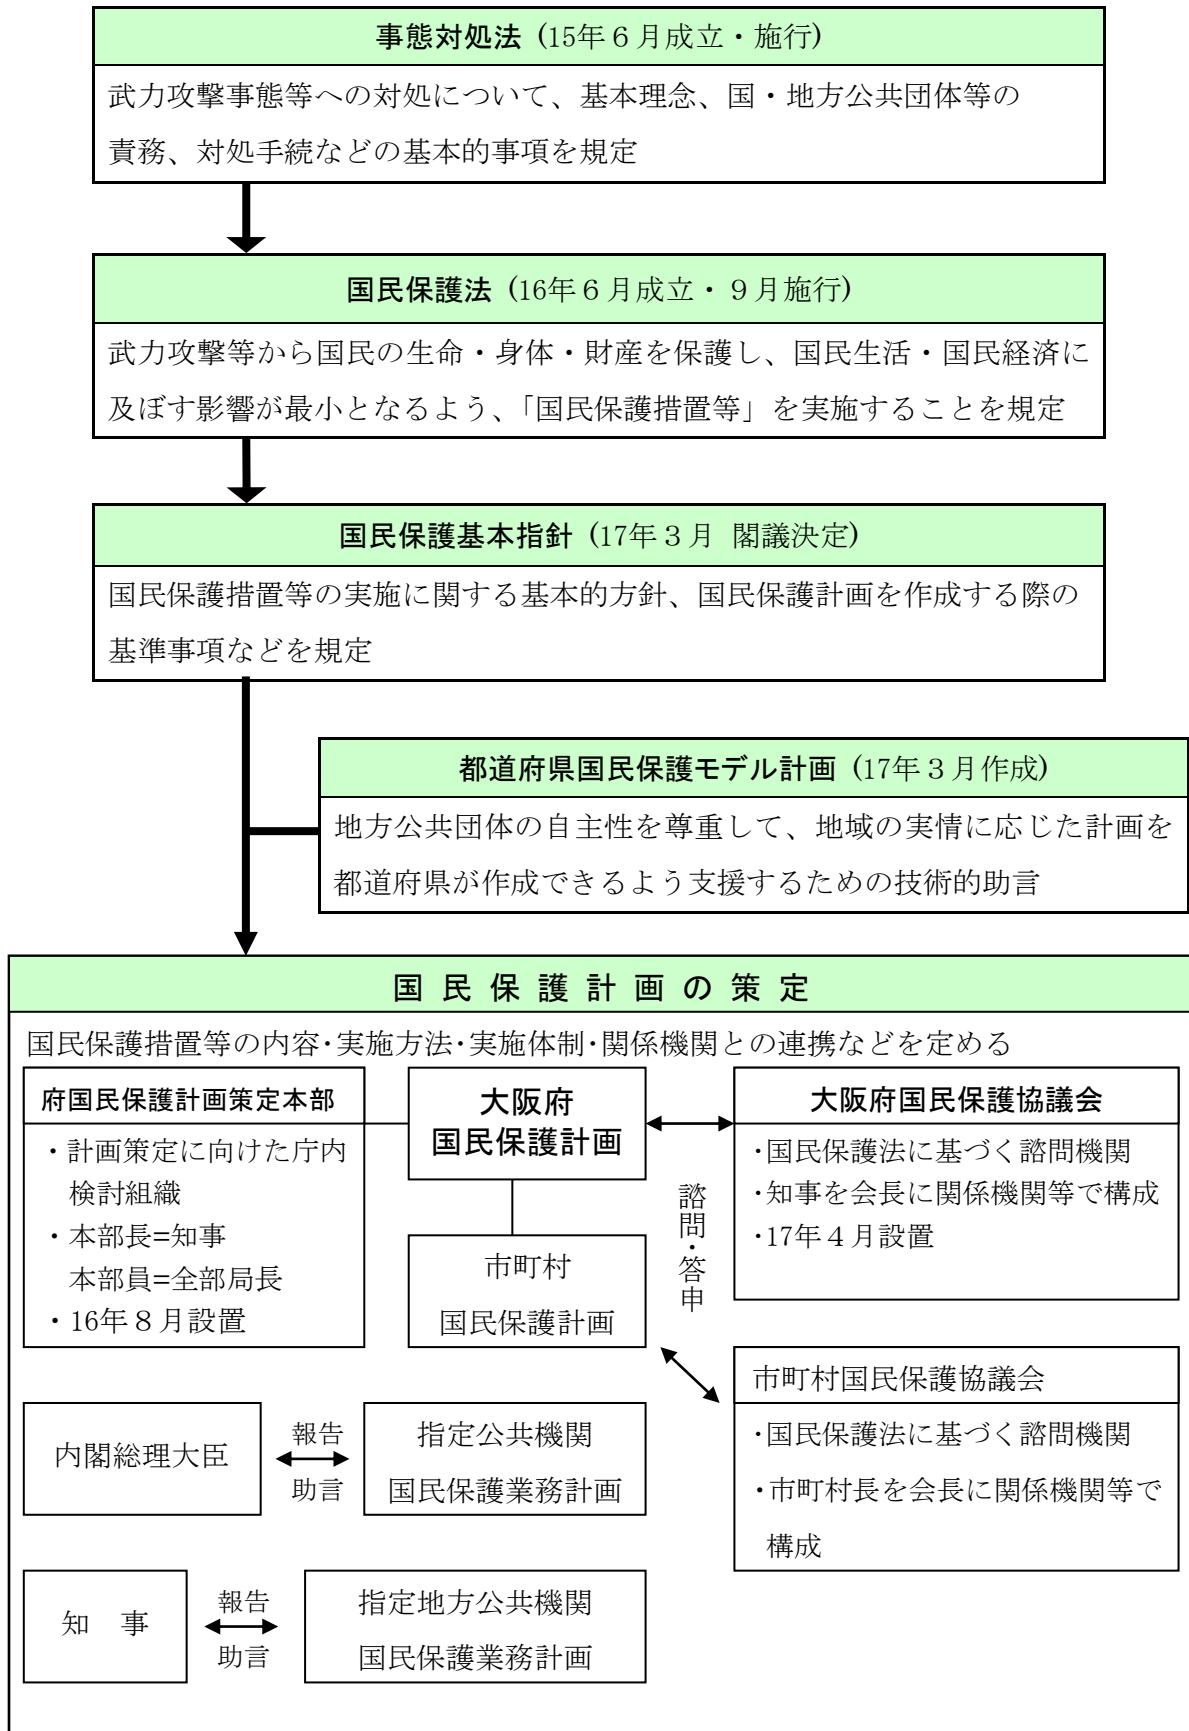 事態対処法 (15年６月成立・施行)
武力攻撃事態等への対処について、基本理念、国・地方公共団体等の
責務、対処手続などの基本的事項を規定
国民保護法 (16年６月成立・９月施行)
武力攻撃等から国民の生命・身体・財産を保護し、国民生活・国民経済に
及ぼす影響が最小となるよう、「国民保護措置等」を実施することを規定
国民保護基本指針 (17年３月 閣議決定)
国民保護措置等の実施に関する基本的方針、国民保護計画を作成する際の
基準事項などを規定
都道府県国民保護モデル計画 (17年３月作成)
地方公共団体の自主性を尊重して、地域の実情に応じた計画を
都道府県が作成できるよう支援するための技術的助言
国 民 保 護 計 画 の 策 定
国民保護措置等の内容･実施方法･実施体制･関係機関との連携などを定める
府国民保護計画策定本部
・計画策定に向けた庁内
検討組織
・本部長=知事
本部員=全部局長
・16年８月設置
大阪府
国民保護計画
市町村
国民保護計画
諮問・答申
大阪府国民保護協議会
･国民保護法に基づく諮問機関
･知事を会長に関係機関等で構成
･17年４月設置
市町村国民保護協議会
･国民保護法に基づく諮問機関
･市町村長を会長に関係機関等で
構成
内閣総理大臣
報告
助言
指定公共機関
国民保護業務計画
知　事
報告
助言
指定地方公共機関
国民保護業務計画